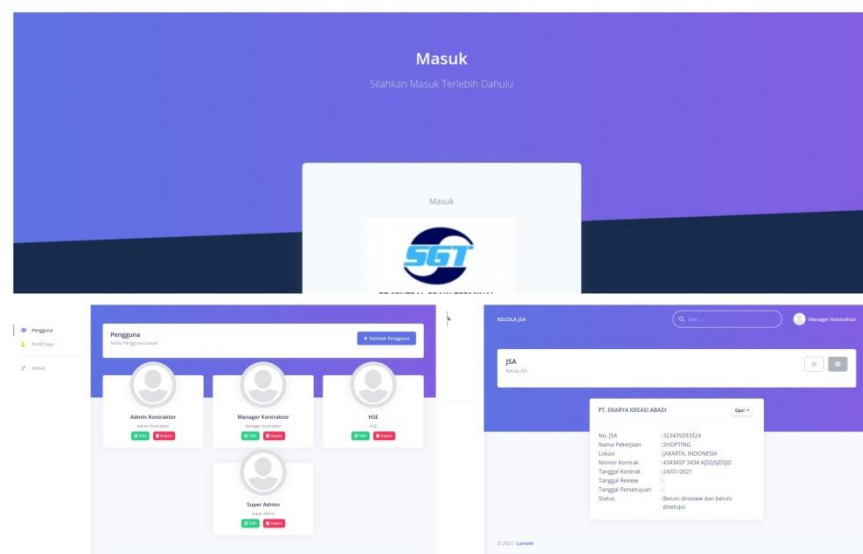 Masuk
Silahkan Masuk Terlebih Dahulu
Masuk
SGT
Pengguna
Profil Saya
Keluar
Pengguna
Kelola Pengguna Laravel
+ Tambah Pengguna
Admin Kontraktor
Admin Kontraktor
Edit Hapus
Manager Kontraktor
Manager Kontraktor
Edit Hapus
HSE
HSE
Edit Hapus
Super Admin
Super Admin
Edit Hapus
KELOLA JSA
Cari ...
Manager Kontraktor
JSA
Kelola JSA
PT. EKARYA KREASI ABADI
Opsi
No. JSA : 323439293324
Nama Pekerjaan : SHOPTING
Lokasi : JAKARTA, INDONESIA
Nomor Kontrak
Tanggal Kontrak : 24/01/2021
Tanggal Review : -
Tanggal Persetujuan : -
Status : Belum direview dan belum
disetujui
© 2021 Laravel